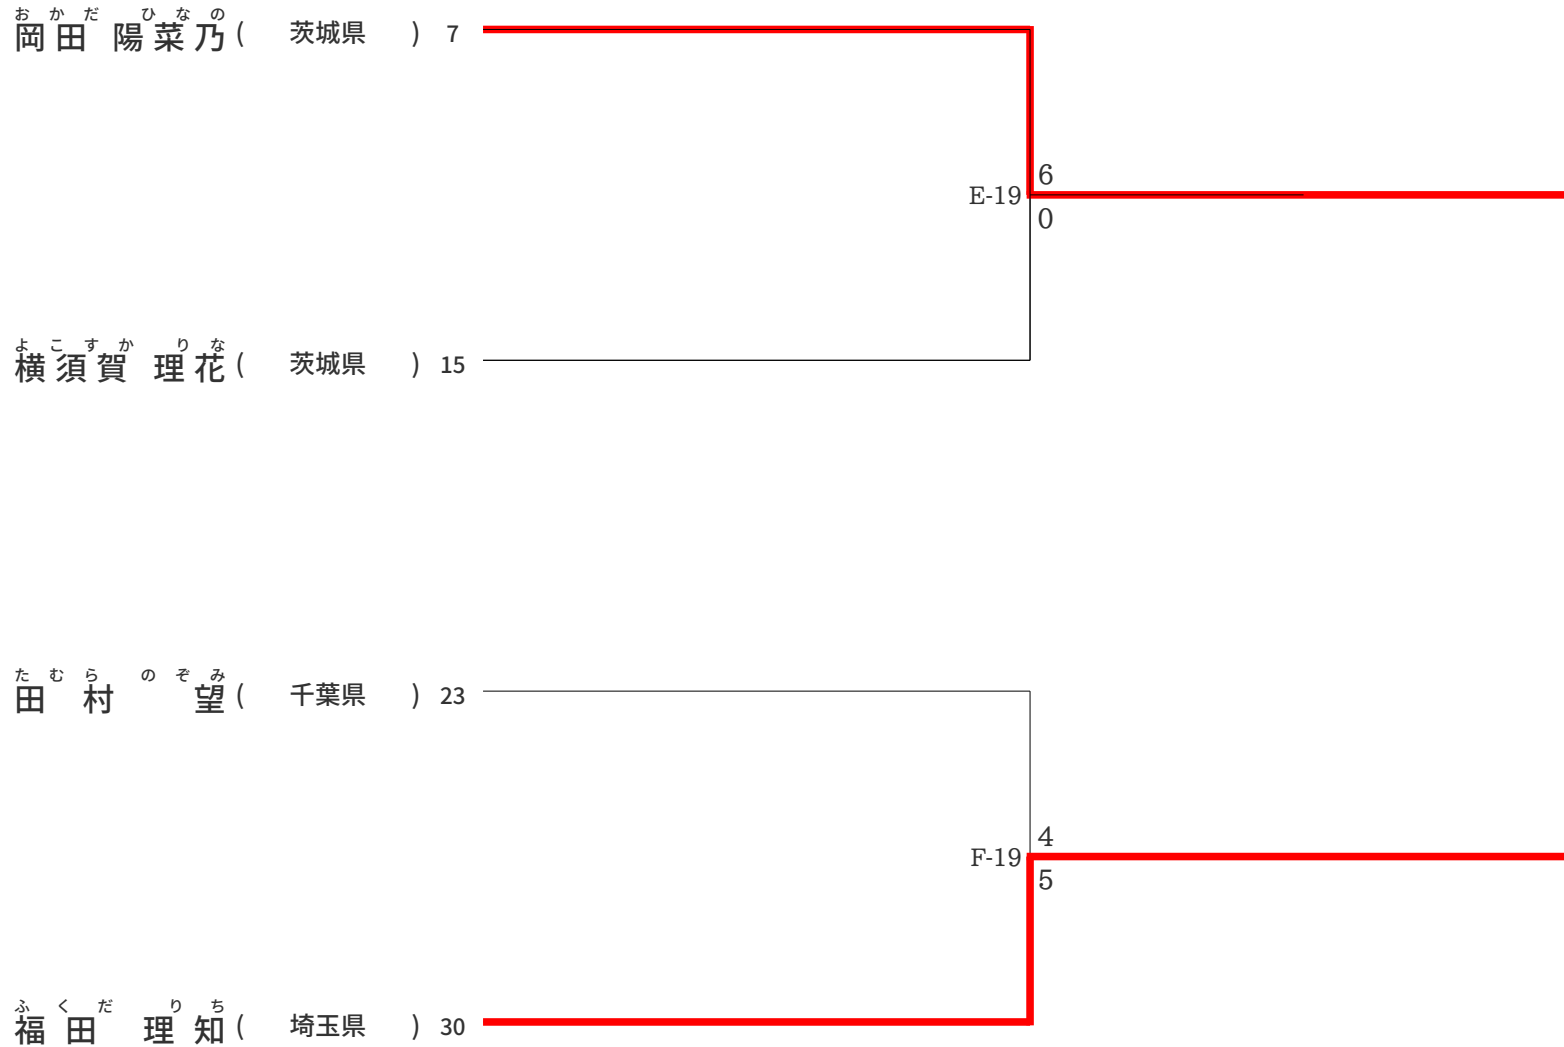 おかだ ひなの
岡田 陽菜乃 ( 茨城県 ) 7
6
E-19
0
よこすか りな
横須賀 理花 ( 茨城県 ) 15
たむら のぞみ
田村 望 ( 千葉県 ) 23
4
F-19
5
ふくだ りち
福田 理知 ( 埼玉県 ) 30